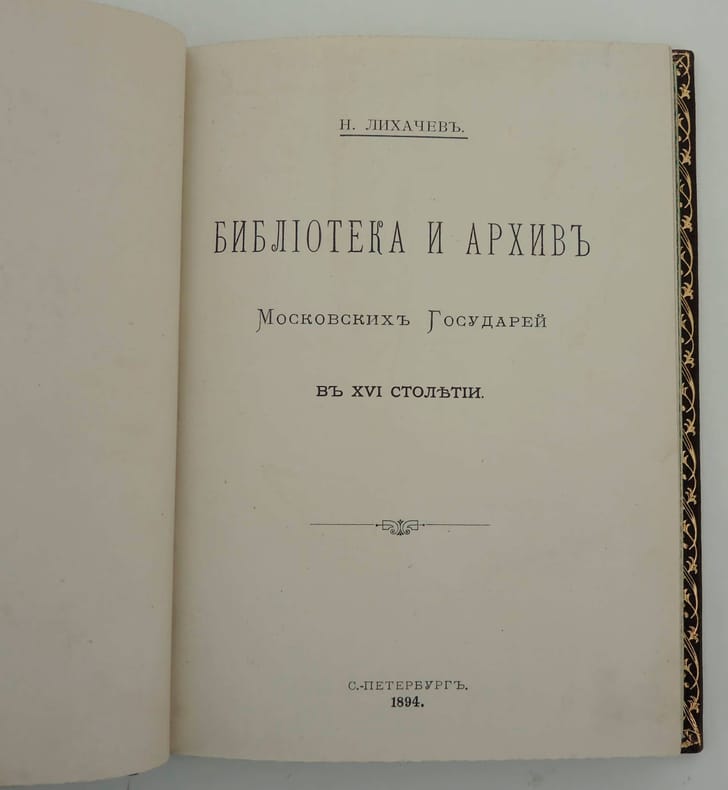 Н. ЛИХАЧЕВЪ.
БИБЛІОТЕКА И АРХИВЪ
Московскихъ Государей
ВЪ XVI СТОЛѢТІИ.
С.-ПЕТЕРБУРГЪ.
1894.